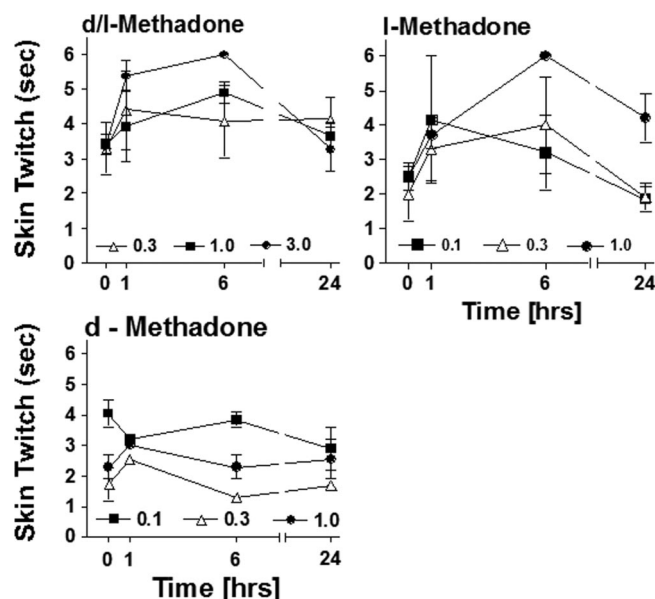 d/l-Methadone
Skin Twitch (sec)
6
5
4
3
2
1
0
0.3 1.0 3.0
0 1 6 24
l-Methadone
6
5
4
3
2
1
0
0.1 0.3 1.0
0 1 6 24
Time [hrs]
d - Methadone
Skin Twitch (sec)
6
5
4
3
2
1
0
0.1 0.3 1.0
0 1 6 24
Time [hrs]